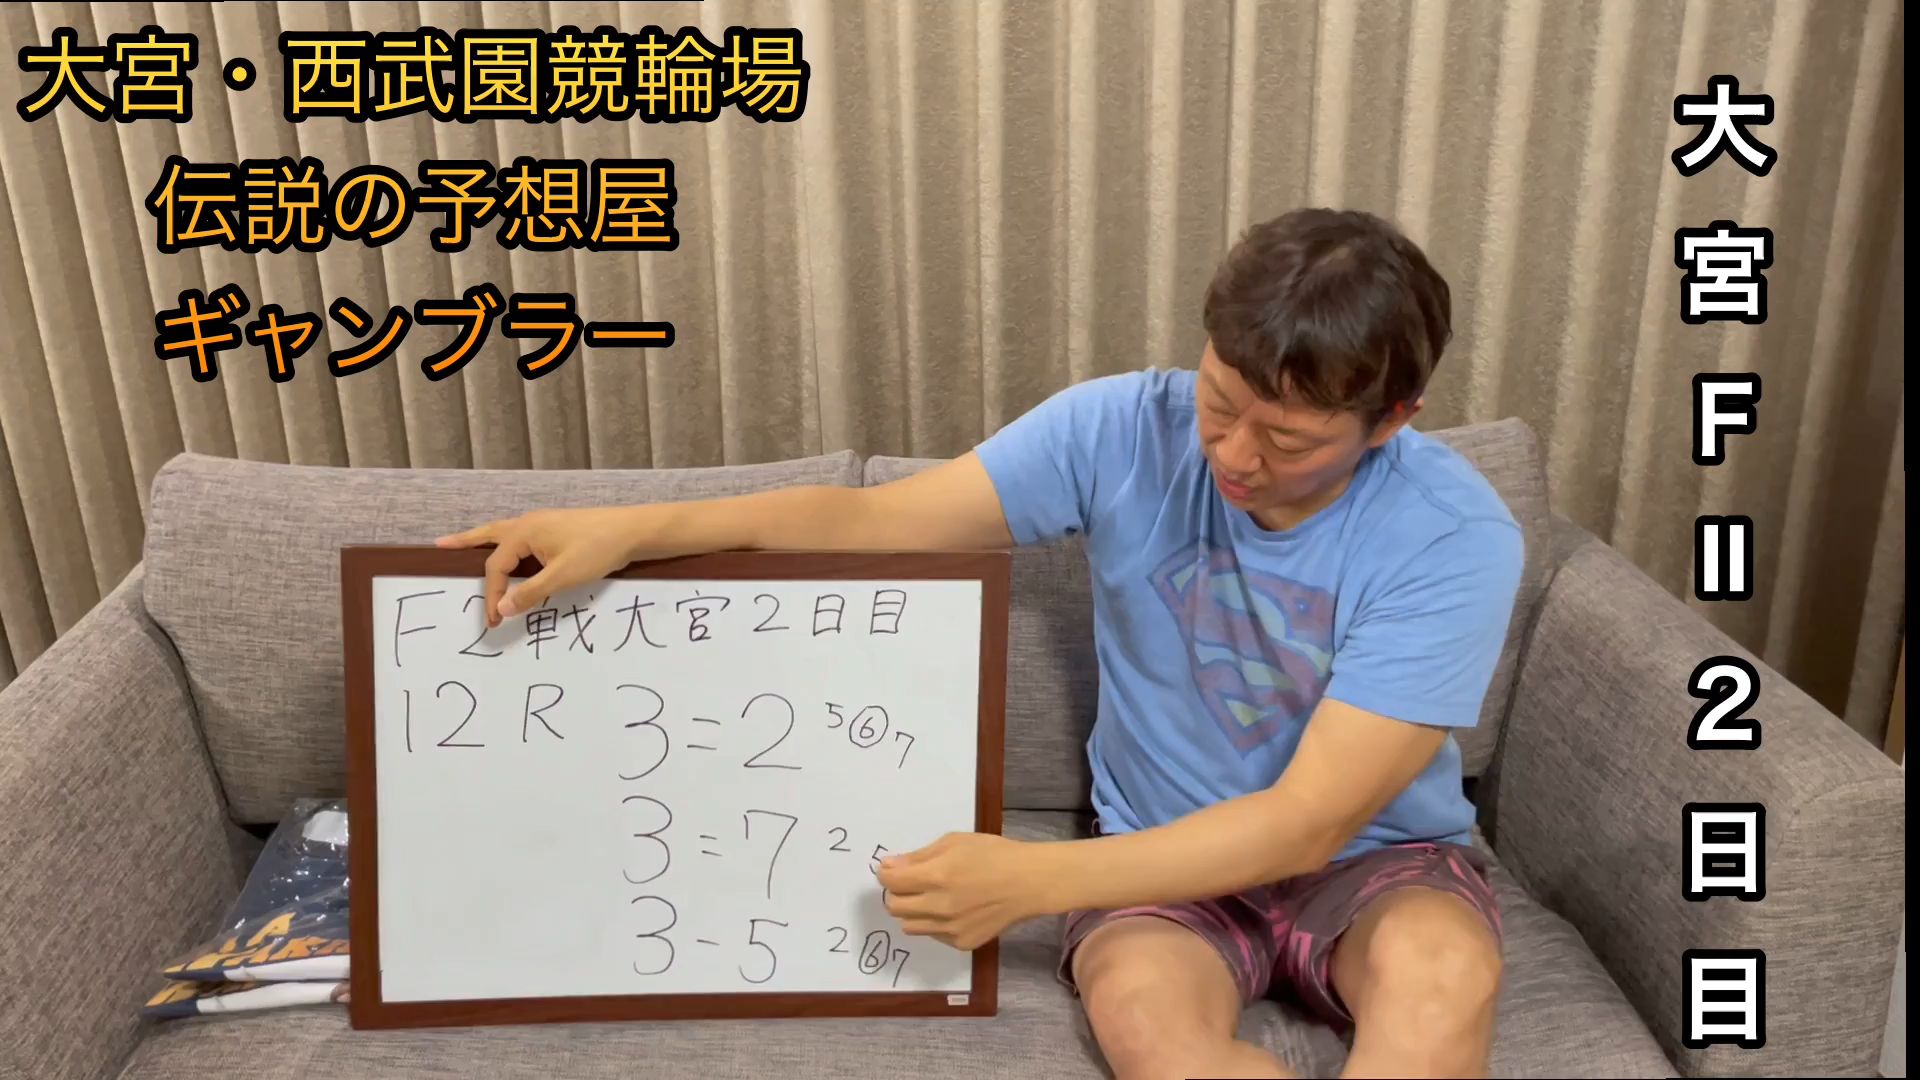 大宮・西武園競輪場
伝説の予想屋
ギャンブラー
大宮FⅡ2日目
F2戦大宮2日目
12R 3=2 5⑥7
3=7 2 5
3-5 2⑥7